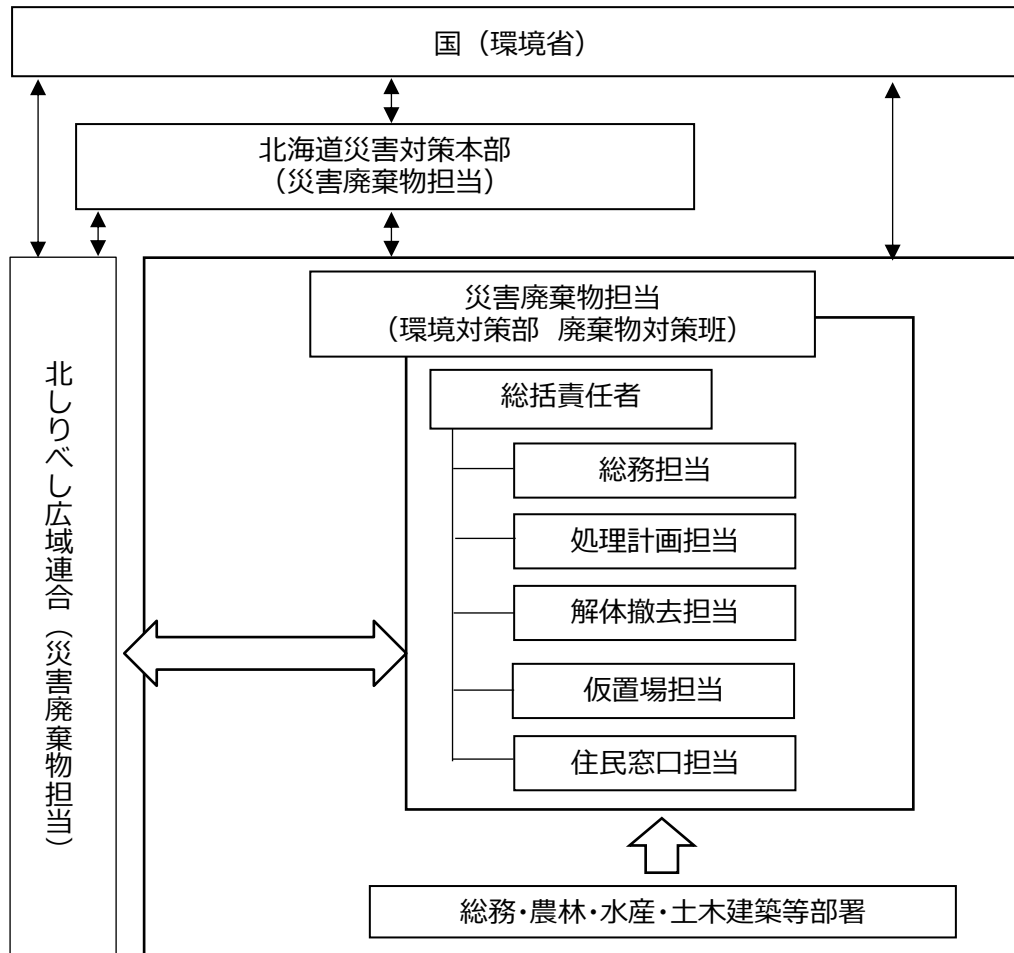 国（環境省）
北海道災害対策本部
（災害廃棄物担当）
災害廃棄物担当
（環境対策部 廃棄物対策班）
総括責任者
総務担当
処理計画担当
解体撤去担当
仮置場担当
住民窓口担当
北しりべし広域連合（災害廃棄物担当）
総務・農林・水産・土木建築等部署